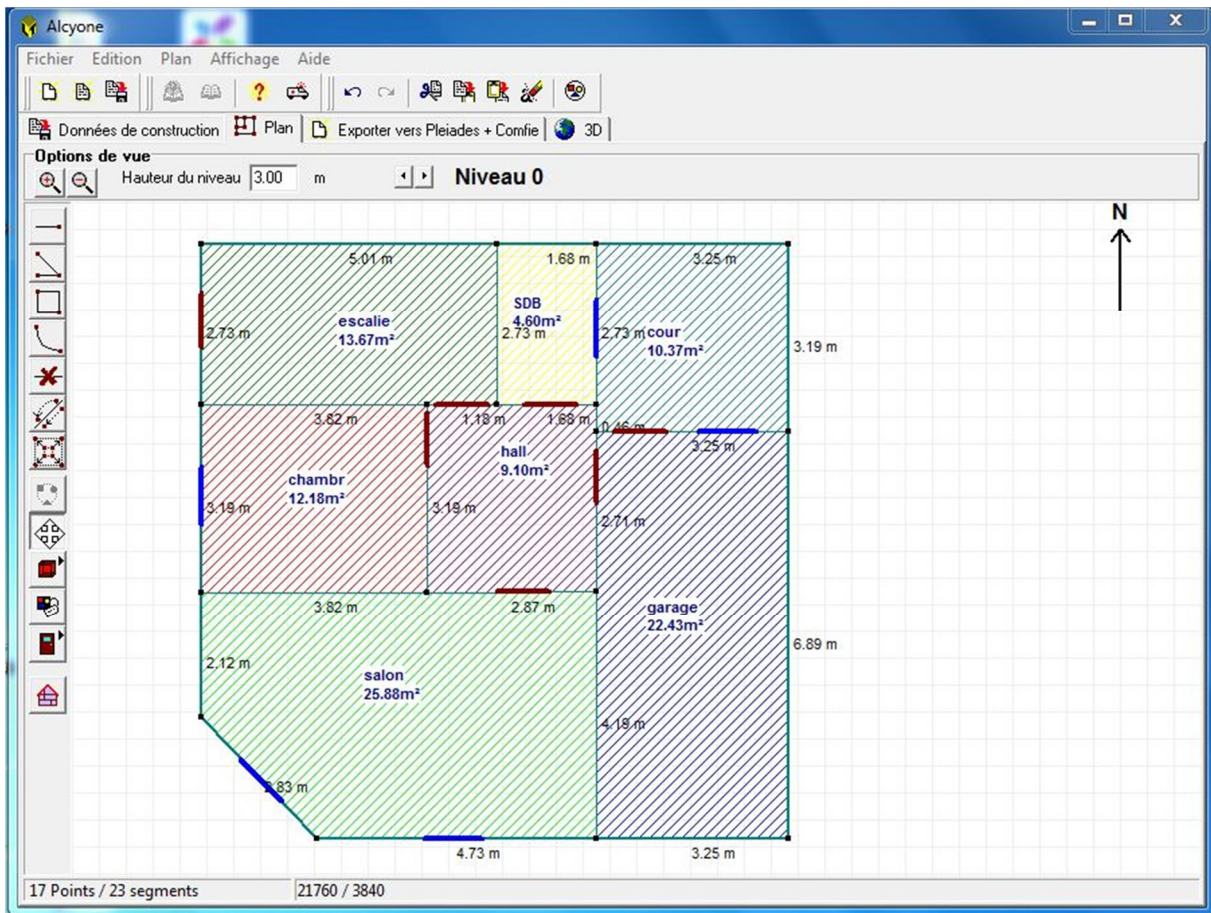 Alcyone
Fichier Edition Plan Affichage Aide
Données de construction Plan Exporter vers Pleiades + Comfie 3D
Options de vue
Hauteur du niveau 3.00 m Niveau 0
N
5.01 m 1.68 m 3.25 m
SDB
4.60m²
escalie
13.67m²
2.73 m 2.73 m 2.73 m
cour
10.37m²
3.19 m
3.82 m 1.18 m 1.68 m 0.46 m
3.25 m
hall
9.10m²
chambr
12.18m²
3.19 m 3.19 m 2.71 m
3.82 m 2.87 m
garage
22.43m²
6.89 m
2.12 m
salon
25.88m²
4.19 m
2.83 m
4.73 m 3.25 m
17 Points / 23 segments 21760 / 3840